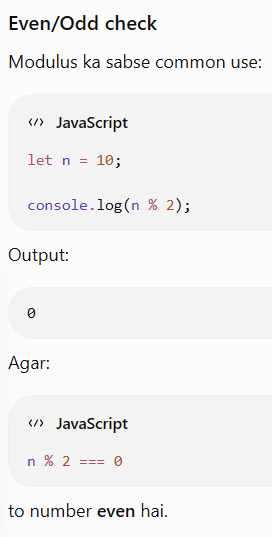 Even/Odd check
Modulus ka sabse common use:
</> JavaScript
let n = 10;
console.log(n % 2);
Output:
0
Agar:
</> JavaScript
n % 2 === 0
to number even hai.